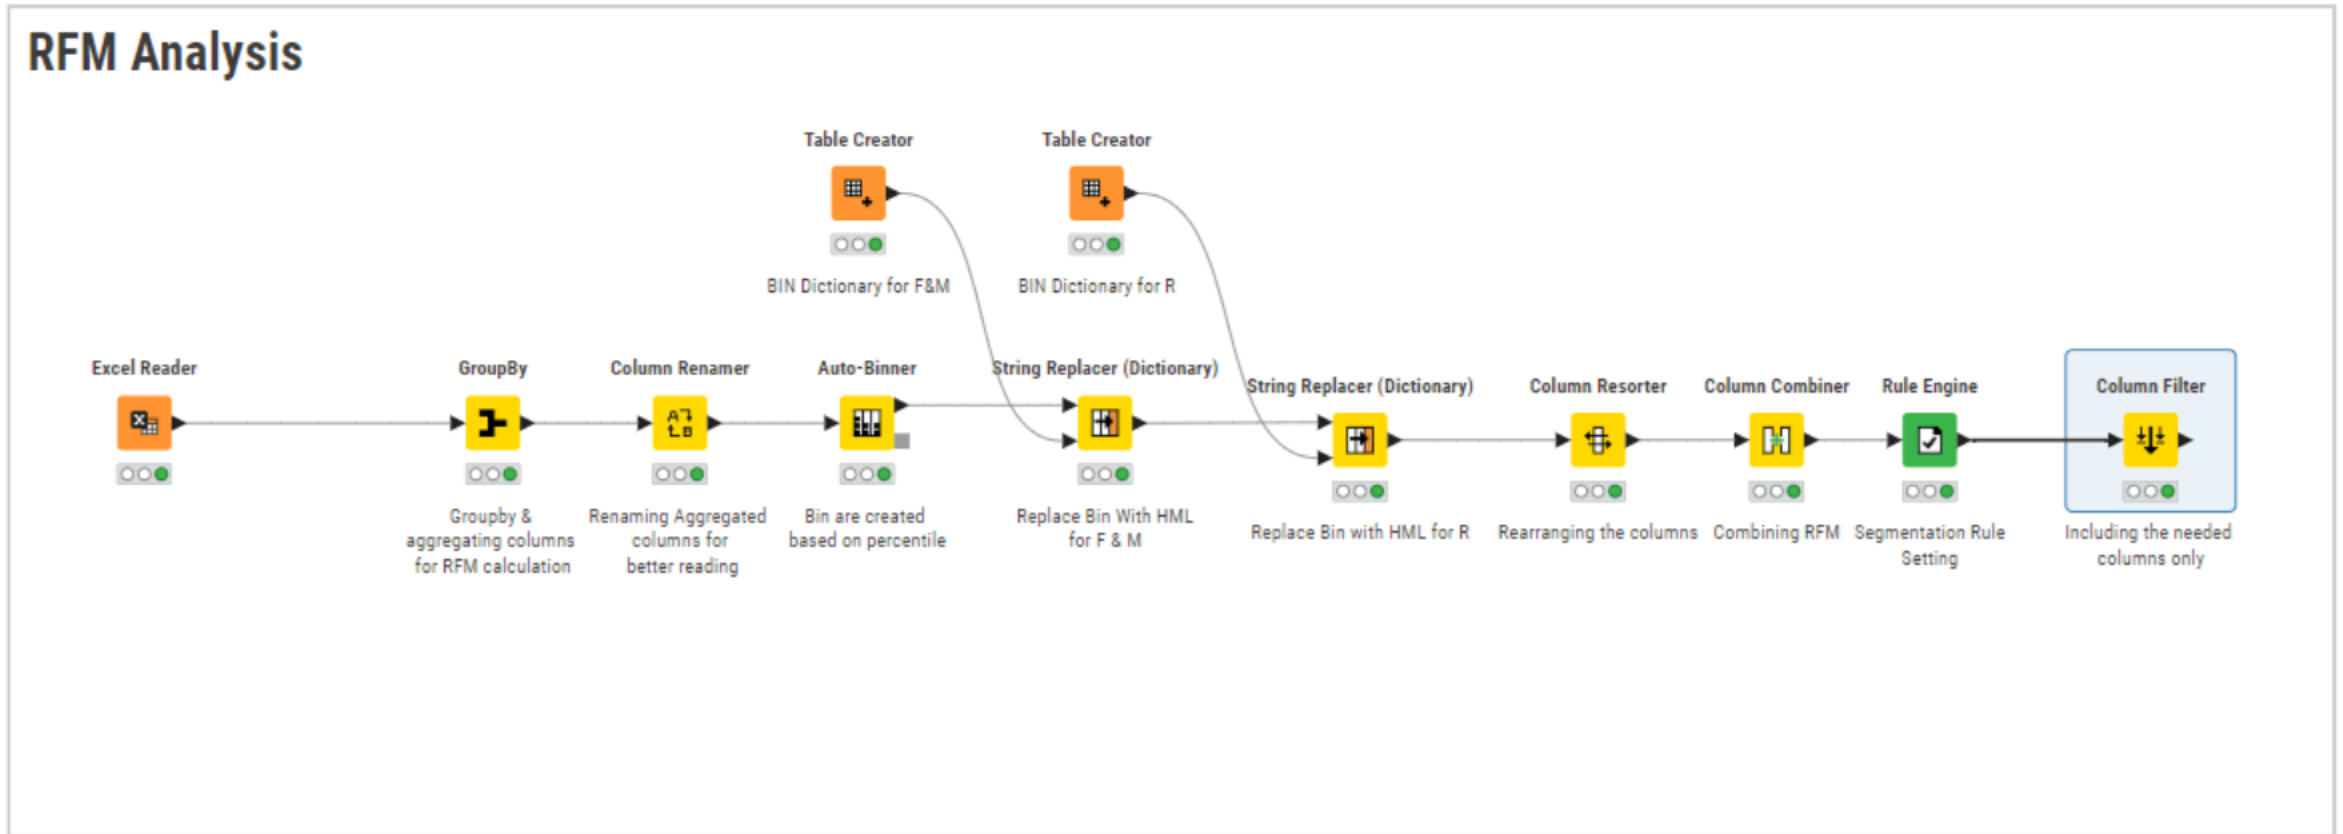 RFM Analysis
Table Creator
Table Creator
BIN Dictionary for F&M
BIN Dictionary for R
Excel Reader
GroupBy
Column Renamer
Auto-Binner
String Replacer (Dictionary)
String Replacer (Dictionary)
Column Resorter
Column Combiner
Rule Engine
Column Filter
Groupby &
aggregating columns
for RFM calculation
Renaming Aggregated
columns for
better reading
Bin are created
based on percentile
Replace Bin With HML
for F & M
Replace Bin with HML for R
Rearranging the columns
Combining RFM
Segmentation Rule
Setting
Including the needed
columns only